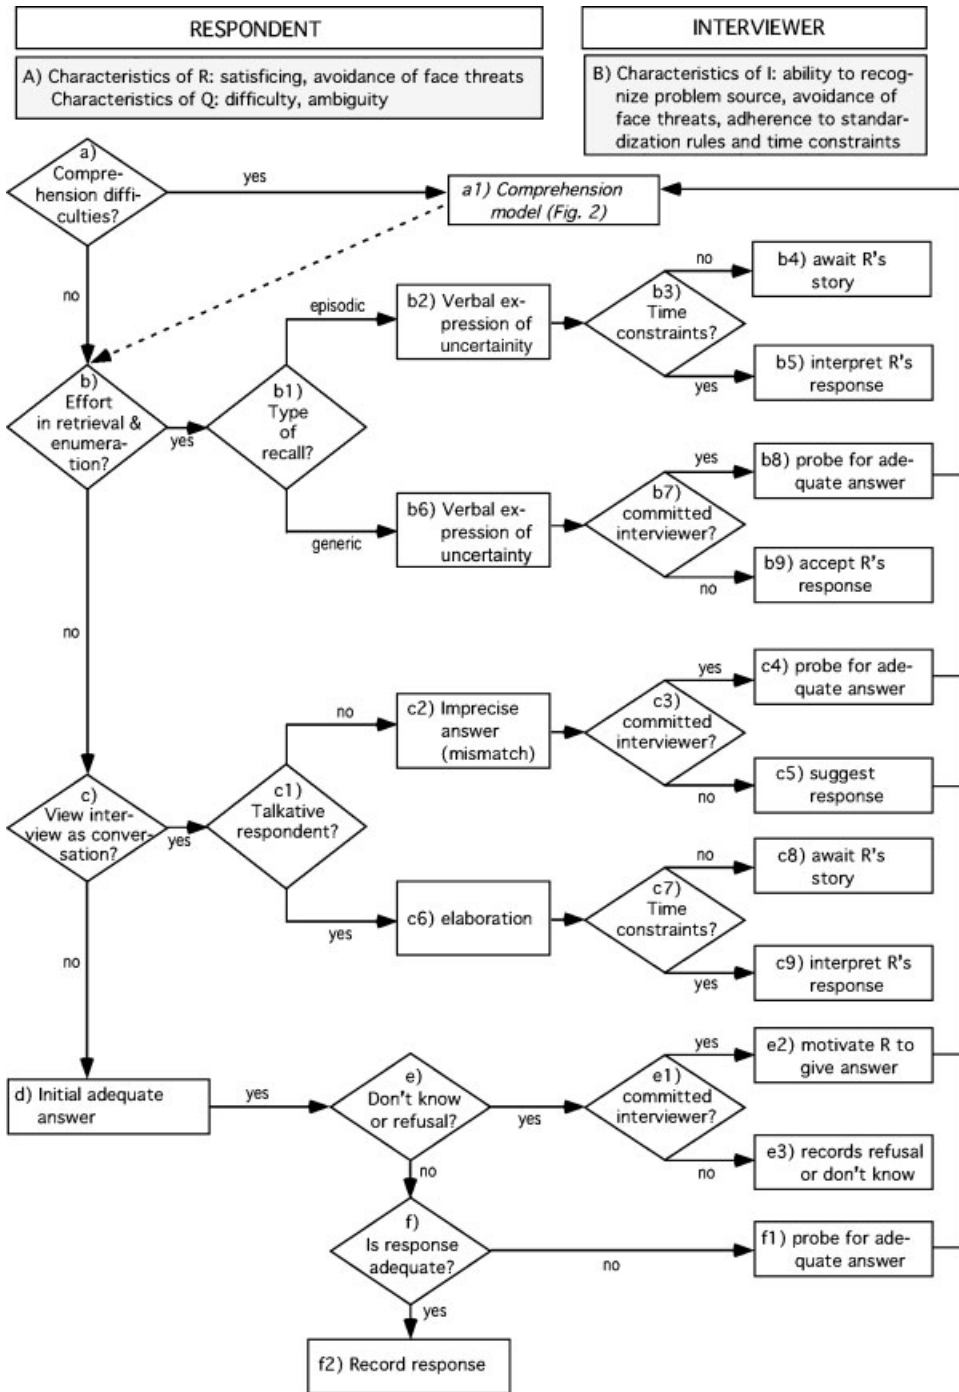 RESPONDENT
INTERVIEWER
A) Characteristics of R: satisficing, avoidance of face threats
Characteristics of Q: difficulty, ambiguity
B) Characteristics of I: ability to recog-
nize problem source, avoidance of
face threats, adherence to standar-
dization rules and time constraints
a)
Compre-
hension diffi-
culties?
yes
a1) Comprehension
model (Fig. 2)
no
b)
Effort
in retrieval &
enumera-
tion?
yes
b1)
Type
of
recall?
episodic
b2) Verbal ex-
pression of
uncertainity
b3)
Time
constraints?
no
b4) await R's
story
yes
b5) interpret R's
response
generic
b6) Verbal ex-
pression of
uncertainty
b7)
committed
interviewer?
yes
b8) probe for ade-
quate answer
no
b9) accept R's
response
no
c)
View inter-
view as conver-
sation?
yes
c1)
Talkative
respondent?
no
c2) Imprecise
answer
(mismatch)
c3)
committed
interviewer?
yes
c4) probe for ade-
quate answer
no
c5) suggest
response
yes
c6) elaboration
c7)
Time
constraints?
no
c8) await R's
story
yes
c9) interpret R's
response
no
d) Initial adequate
answer
yes
e)
Don't know
or refusal?
yes
e1)
committed
interviewer?
yes
e2) motivate R to
give answer
no
e3) records refusal
or don't know
no
f)
Is response
adequate?
no
f1) probe for ade-
quate answer
yes
f2) Record response